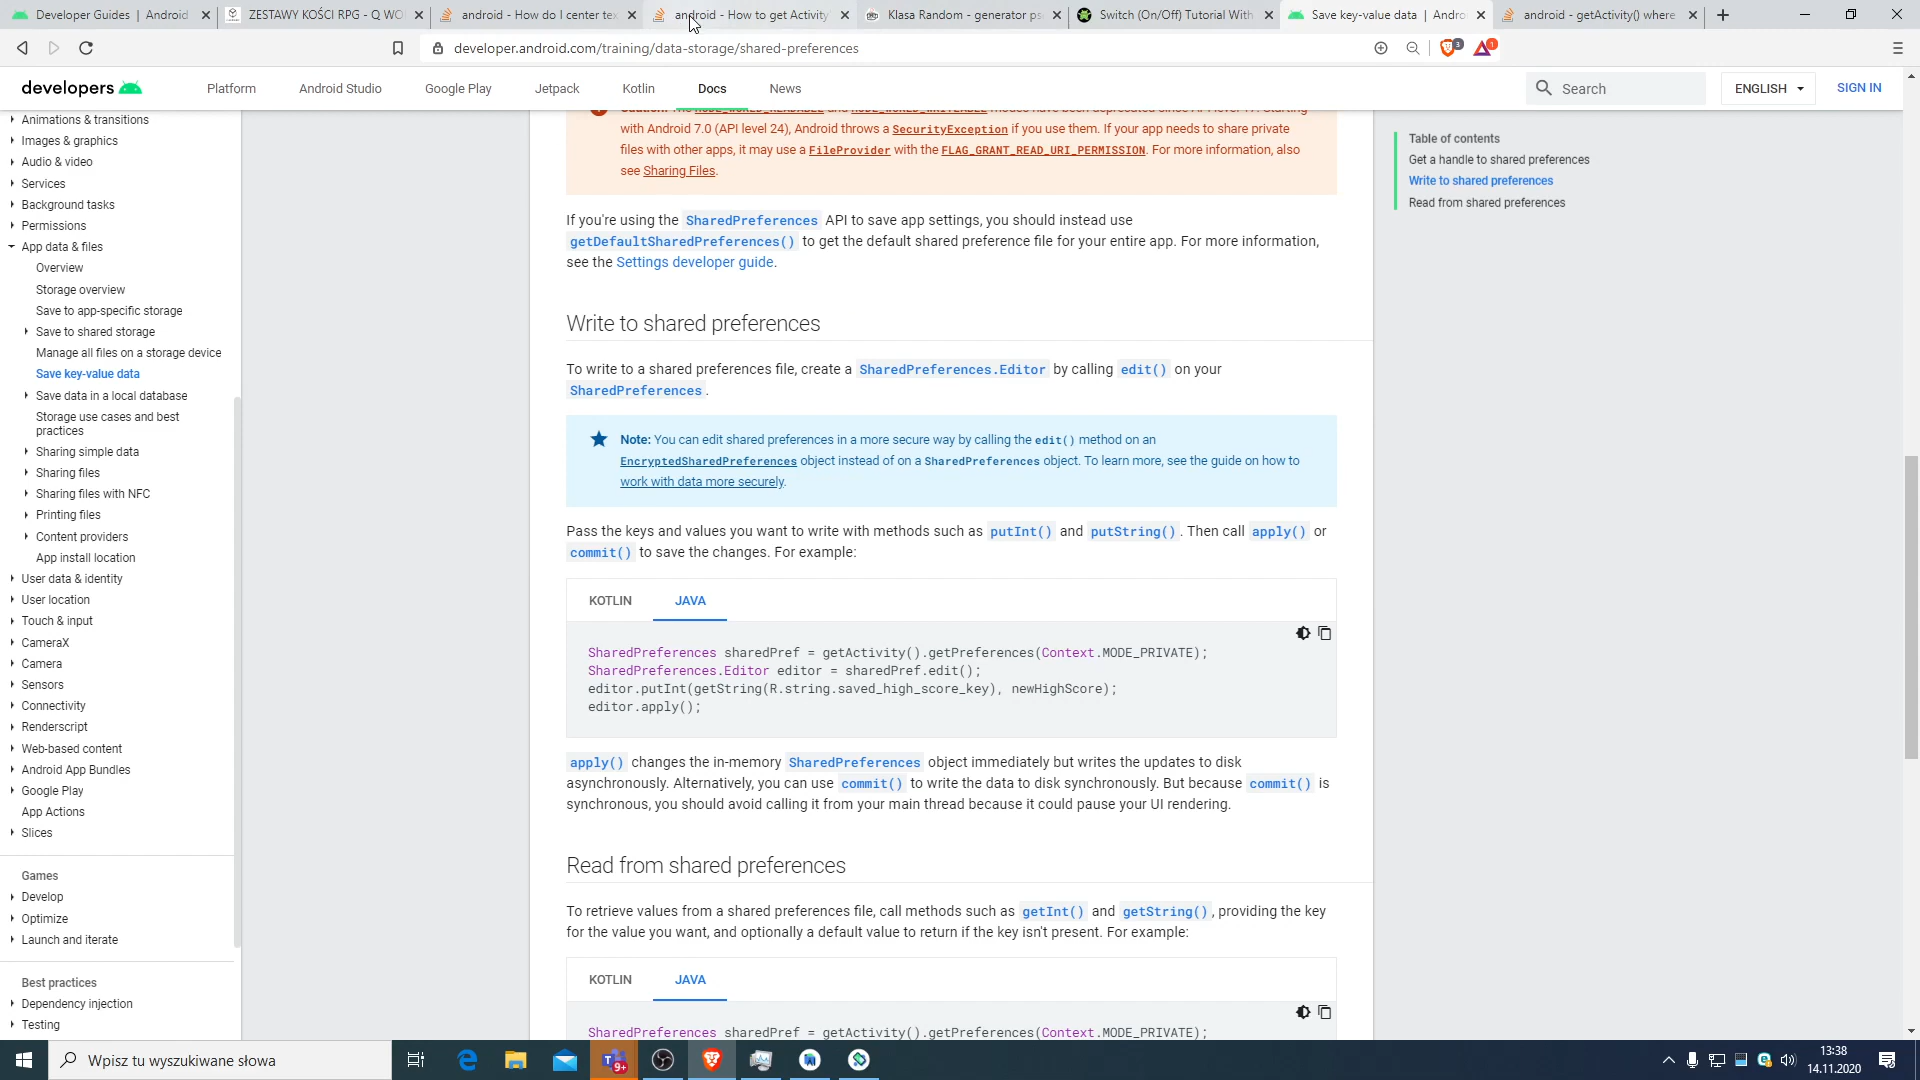 Developer Guides | Android
ZESTAWY KOŚCI RPG - Q WO
android - How do I center tex
android - How to get Activity
Klasa Random - generator ps
Switch (On/Off) Tutorial With
Save key-value data | Andro
android - getActivity() where
developer.android.com/training/data-storage/shared-preferences
3
1
developers
Platform
Android Studio
Google Play
Jetpack
Kotlin
Docs
News
Search
ENGLISH
SIGN IN
Animations & transitions
Images & graphics
Audio & video
Services
Background tasks
Permissions
App data & files
Overview
Storage overview
Save to app-specific storage
Save to shared storage
Manage all files on a storage device
Save key-value data
Save data in a local database
Storage use cases and best
practices
Sharing simple data
Sharing files
Sharing files with NFC
Printing files
Content providers
App install location
User data & identity
User location
Touch & input
CameraX
Camera
Sensors
Connectivity
Renderscript
Web-based content
Android App Bundles
Google Play
App Actions
Slices
Games
Develop
Optimize
Launch and iterate
Best practices
Dependency injection
Testing
with Android 7.0 (API level 24), Android throws a SecurityException if you use them. If your app needs to share private
files with other apps, it may use a FileProvider with the FLAG_GRANT_READ_URI_PERMISSION. For more information, also
see Sharing Files.
If you're using the SharedPreferences API to save app settings, you should instead use
getDefaultSharedPreferences() to get the default shared preference file for your entire app. For more information,
see the Settings developer guide.
Write to shared preferences
To write to a shared preferences file, create a SharedPreferences.Editor by calling edit() on your
SharedPreferences.
Note: You can edit shared preferences in a more secure way by calling the edit() method on an
EncryptedSharedPreferences object instead of on a SharedPreferences object. To learn more, see the guide on how to
work with data more securely.
Pass the keys and values you want to write with methods such as putInt() and putString(). Then call apply() or
commit() to save the changes. For example:
KOTLIN
JAVA
SharedPreferences sharedPref = getActivity().getPreferences(Context.MODE_PRIVATE);
SharedPreferences.Editor editor = sharedPref.edit();
editor.putInt(getString(R.string.saved_high_score_key), newHighScore);
editor.apply();
apply() changes the in-memory SharedPreferences object immediately but writes the updates to disk
asynchronously. Alternatively, you can use commit() to write the data to disk synchronously. But because commit() is
synchronous, you should avoid calling it from your main thread because it could pause your UI rendering.
Read from shared preferences
To retrieve values from a shared preferences file, call methods such as getInt() and getString(), providing the key
for the value you want, and optionally a default value to return if the key isn't present. For example:
KOTLIN
JAVA
SharedPreferences sharedPref = getActivity().getPreferences(Context.MODE_PRIVATE);
Table of contents
Get a handle to shared preferences
Write to shared preferences
Read from shared preferences
Wpisz tu wyszukiwane słowa
9+
13:38
14.11.2020